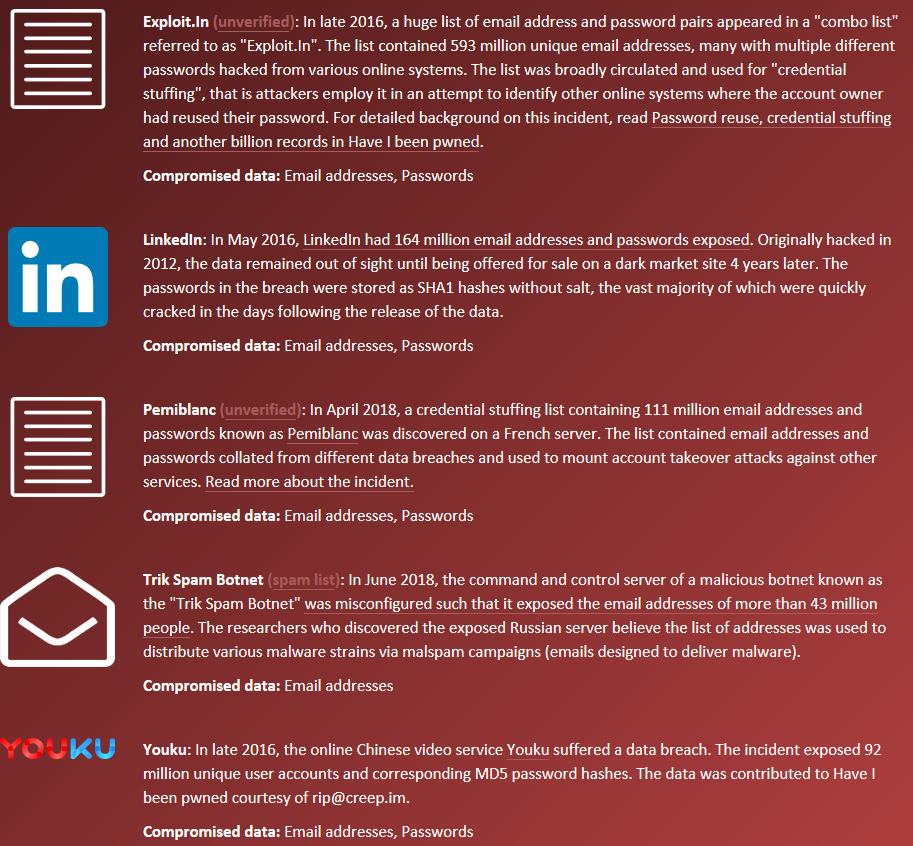 Exploit.In (unverified): In late 2016, a huge list of email address and password pairs appeared in a "combo list"
referred to as "Exploit.In". The list contained 593 million unique email addresses, many with multiple different
passwords hacked from various online systems. The list was broadly circulated and used for "credential
stuffing", that is attackers employ it in an attempt to identify other online systems where the account owner
had reused their password. For detailed background on this incident, read Password reuse, credential stuffing
and another billion records in Have I been pwned.
Compromised data: Email addresses, Passwords
in
LinkedIn: In May 2016, LinkedIn had 164 million email addresses and passwords exposed. Originally hacked in
2012, the data remained out of sight until being offered for sale on a dark market site 4 years later. The
passwords in the breach were stored as SHA1 hashes without salt, the vast majority of which were quickly
cracked in the days following the release of the data.
Compromised data: Email addresses, Passwords
Pemiblanc (unverified): In April 2018, a credential stuffing list containing 111 million email addresses and
passwords known as Pemiblanc was discovered on a French server. The list contained email addresses and
passwords collated from different data breaches and used to mount account takeover attacks against other
services. Read more about the incident.
Compromised data: Email addresses, Passwords
Trik Spam Botnet (spam list): In June 2018, the command and control server of a malicious botnet known as
the "Trik Spam Botnet" was misconfigured such that it exposed the email addresses of more than 43 million
people. The researchers who discovered the exposed Russian server believe the list of addresses was used to
distribute various malware strains via malspam campaigns (emails designed to deliver malware).
Compromised data: Email addresses
YOUKU
Youku: In late 2016, the online Chinese video service Youku suffered a data breach. The incident exposed 92
million unique user accounts and corresponding MD5 password hashes. The data was contributed to Have I
been pwned courtesy of rip@creep.im.
Compromised data: Email addresses, Passwords